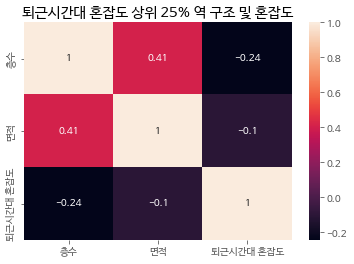 퇴근시간대 혼잡도 상위 25% 역 구조 및 혼잡도
층수
면적
퇴근시간대 혼잡도
1
0.41
−0.24
0.41
1
−0.1
−0.24
−0.1
1
층수
면적
퇴근시간대 혼잡도
1.0
0.8
0.6
0.4
0.2
0.0
−0.2